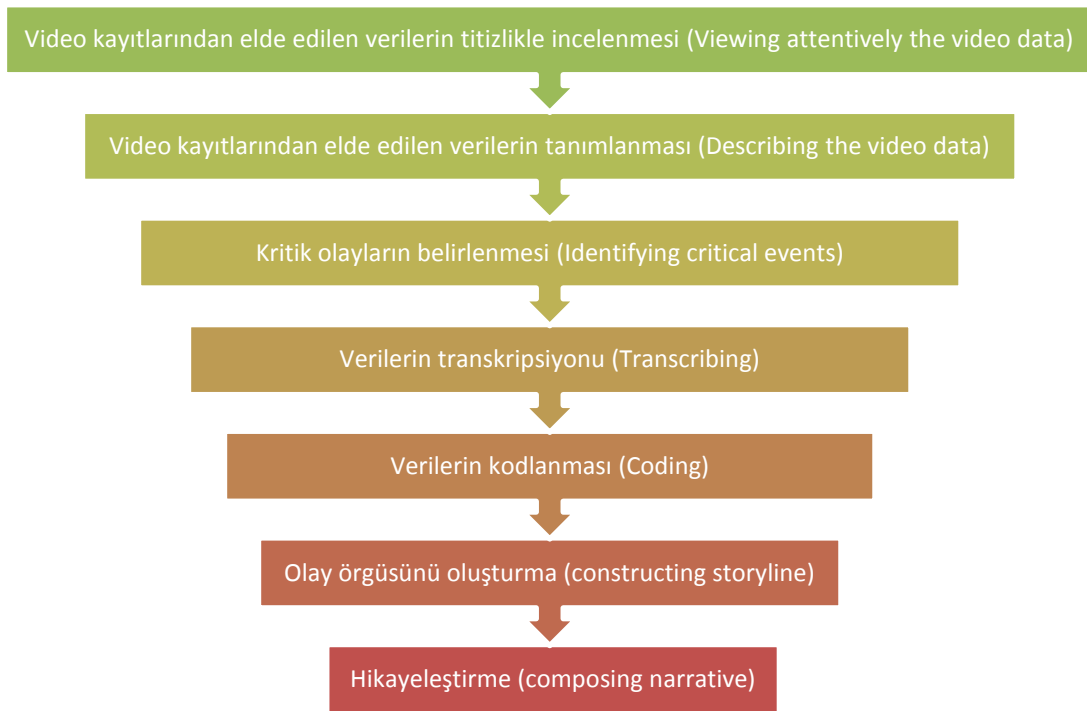 Video kayıtlarından elde edilen verilerin titizlikle incelenmesi (Viewing attentively the video data)
Video kayıtlarından elde edilen verilerin tanımlanması (Describing the video data)
Kritik olayların belirlenmesi (Identifying critical events)
Verilerin transkripsiyonu (Transcribing)
Verilerin kodlanması (Coding)
Olay örgüsünü oluşturma (constructing storyline)
Hikayeleştirme (composing narrative)